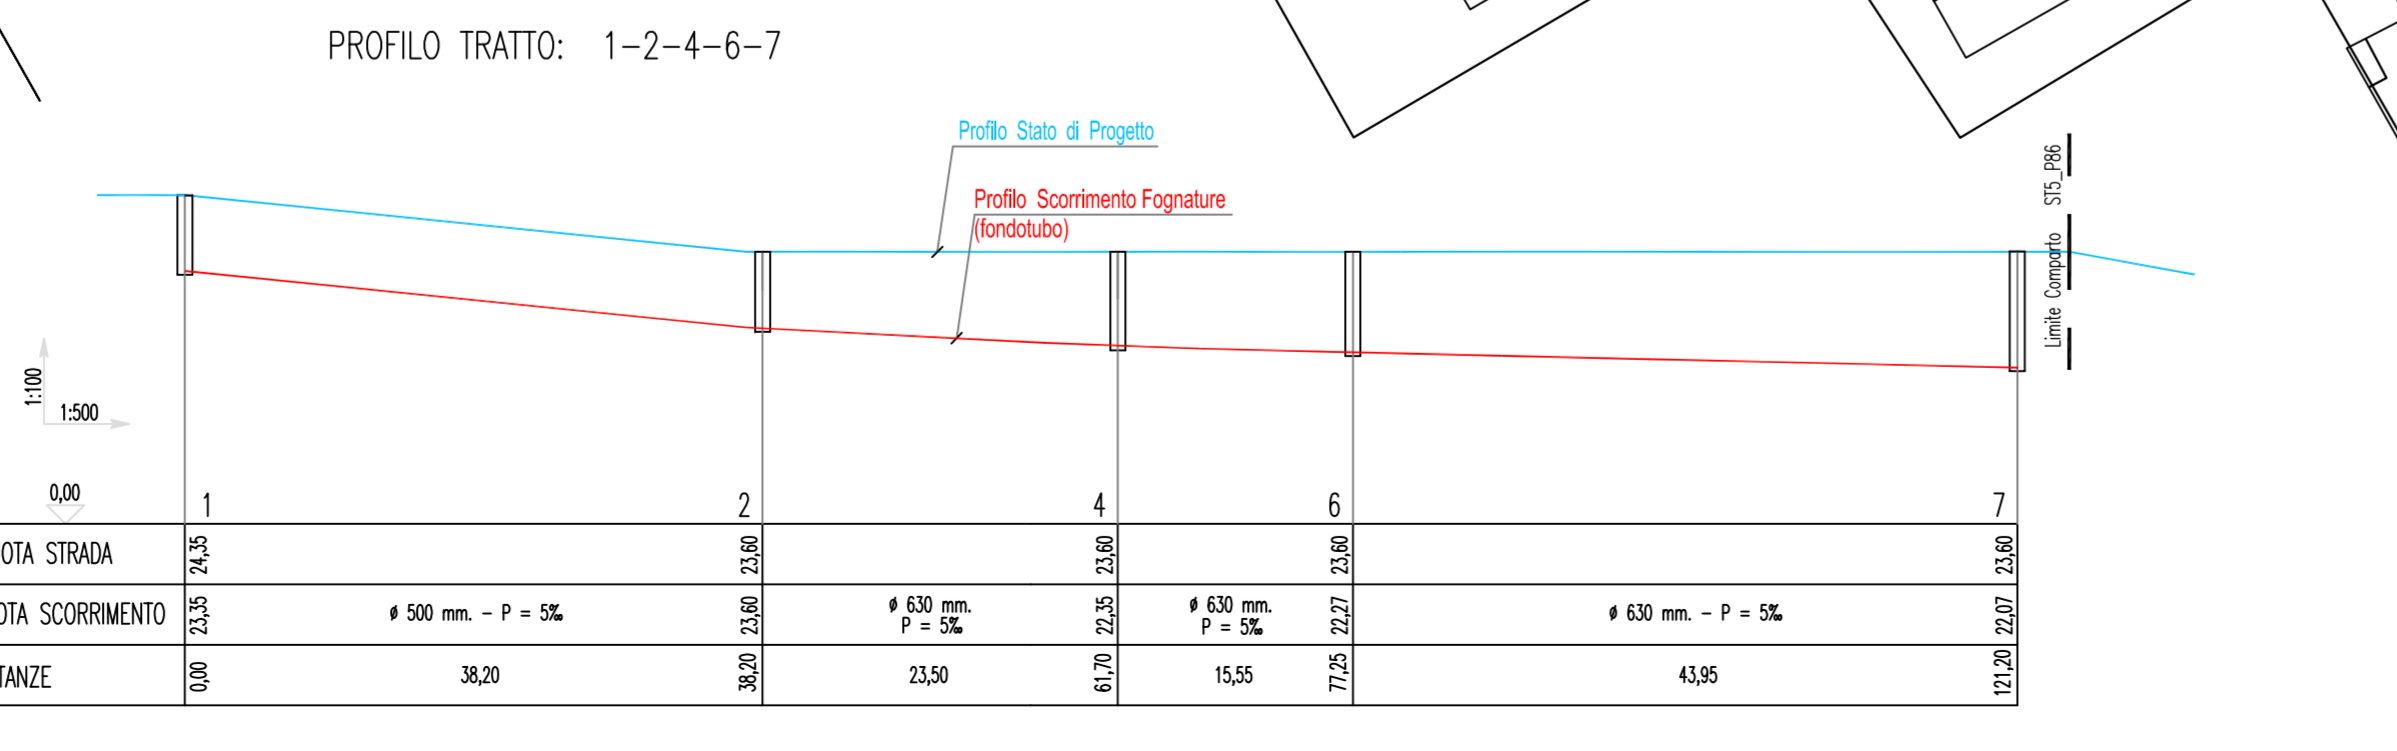 PROFILO TRATTO: 1-2-4-6-7
Profilo Stato di Progetto
Profilo Scorrimento Fognature
(fondotubo)
Limite Comparto ST5_P86
1:100
1:500
0,00
1 2 4 6 7
OTA STRADA 24,35 23,60 23,60 23,60 23,60
OTA SCORRIMENTO 23,35 ø 500 mm. - P = 5‰ 23,60 ø 630 mm. 22,35 ø 630 mm. 22,27 ø 630 mm. - P = 5‰ 22,07
P = 5‰ P = 5‰
TANZE 0,00 38,20 38,20 23,50 61,70 15,55 77,25 43,95 121,20